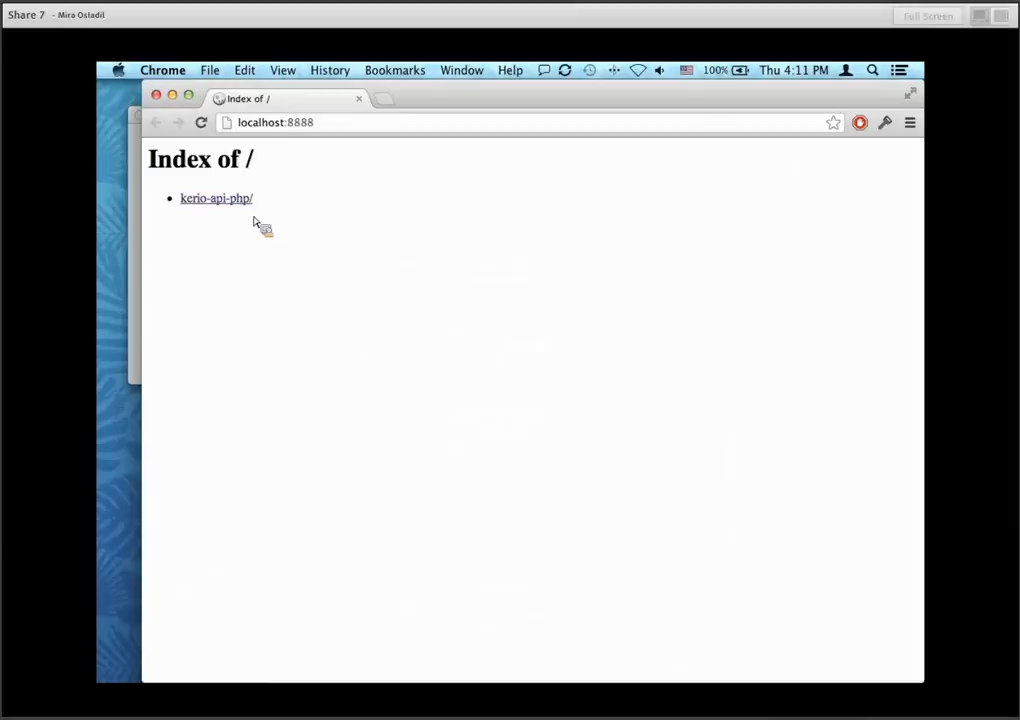 Share 7 - Mira Ostadil
Full Screen
Chrome File Edit View History Bookmarks Window Help 100% Thu 4:11 PM
Index of /
localhost:8888
Index of /
kerio-api-php/